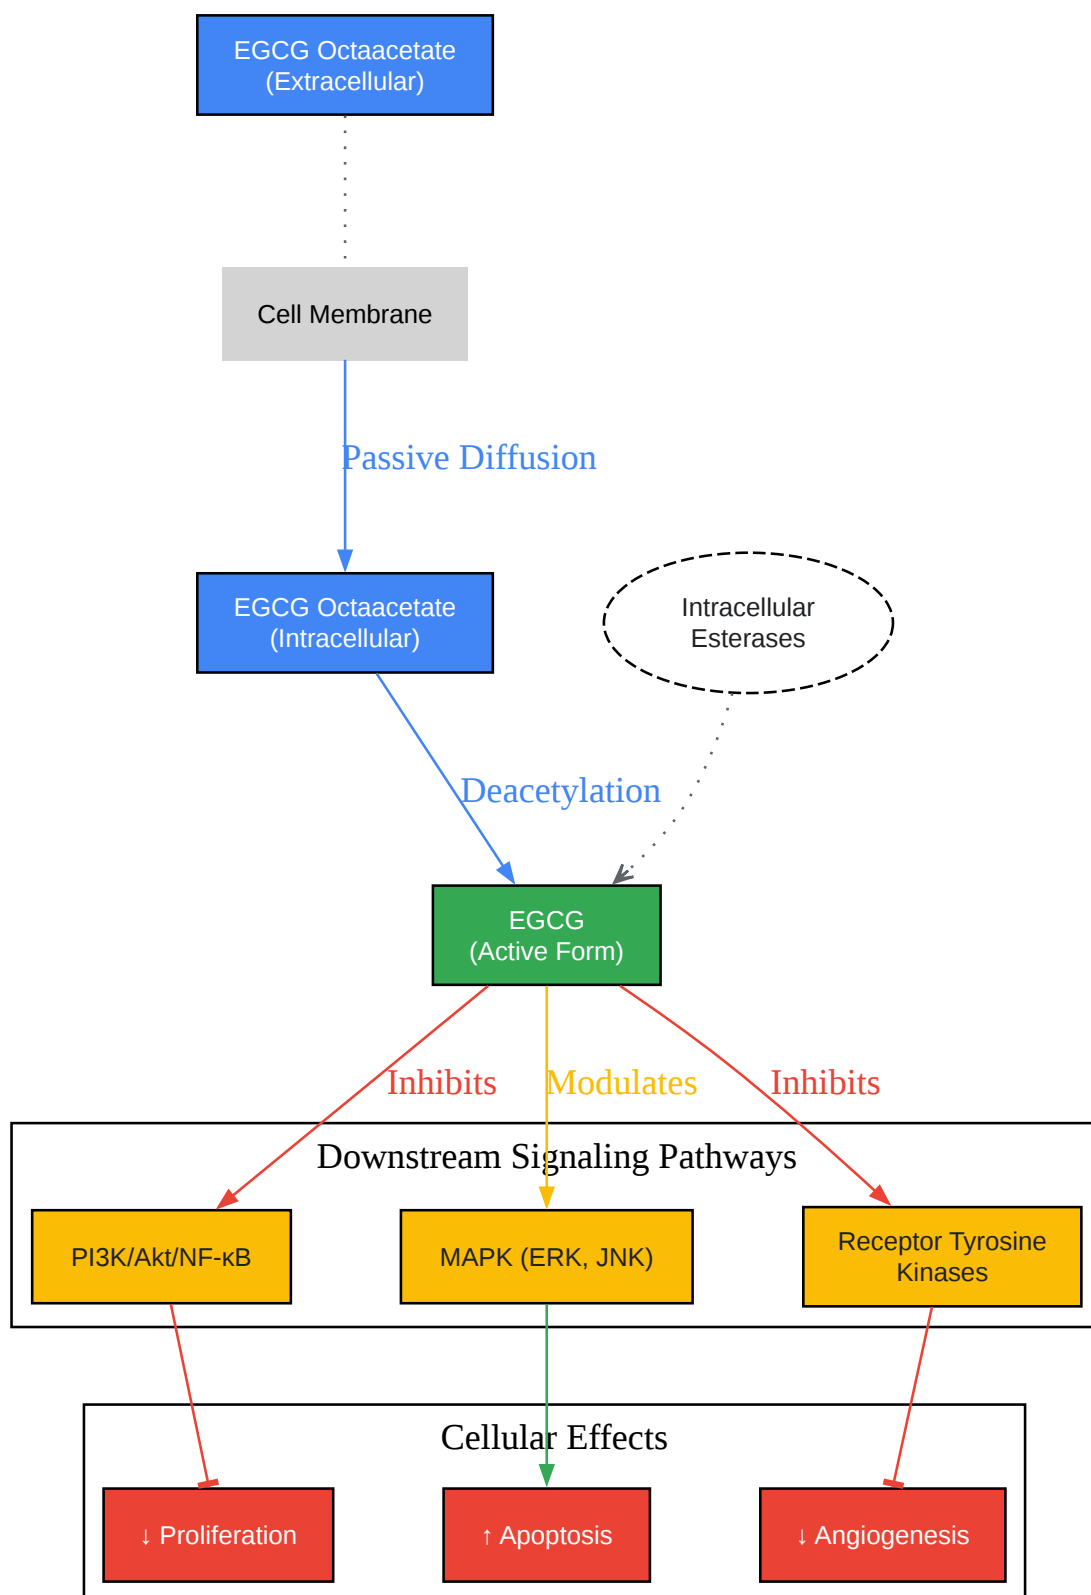 EGCG Octaacetate
(Extracellular)
Cell Membrane
Passive Diffusion
EGCG Octaacetate
(Intracellular)
Intracellular
Esterases
Deacetylation
EGCG
(Active Form)
Inhibits
Modulates
Inhibits
Downstream Signaling Pathways
PI3K/Akt/NF-κB
MAPK (ERK, JNK)
Receptor Tyrosine
Kinases
Cellular Effects
↓ Proliferation
↑ Apoptosis
↓ Angiogenesis